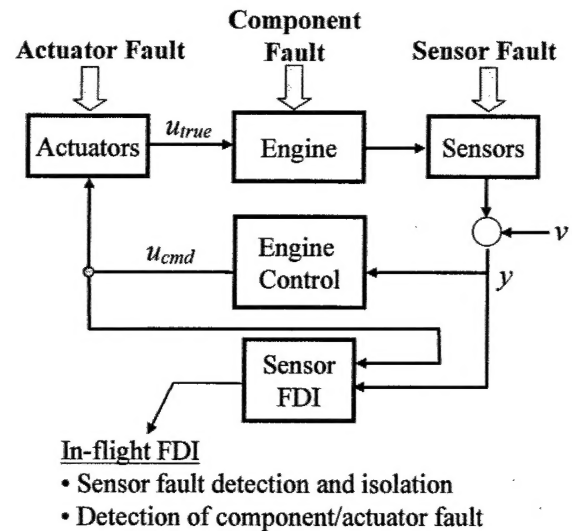 Component
Fault
Actuator Fault
Sensor Fault
Actuators
u_true
Engine
Sensors
v
u_cmd
Engine
Control
y
Sensor
FDI
In-flight FDI
• Sensor fault detection and isolation
• Detection of component/actuator fault